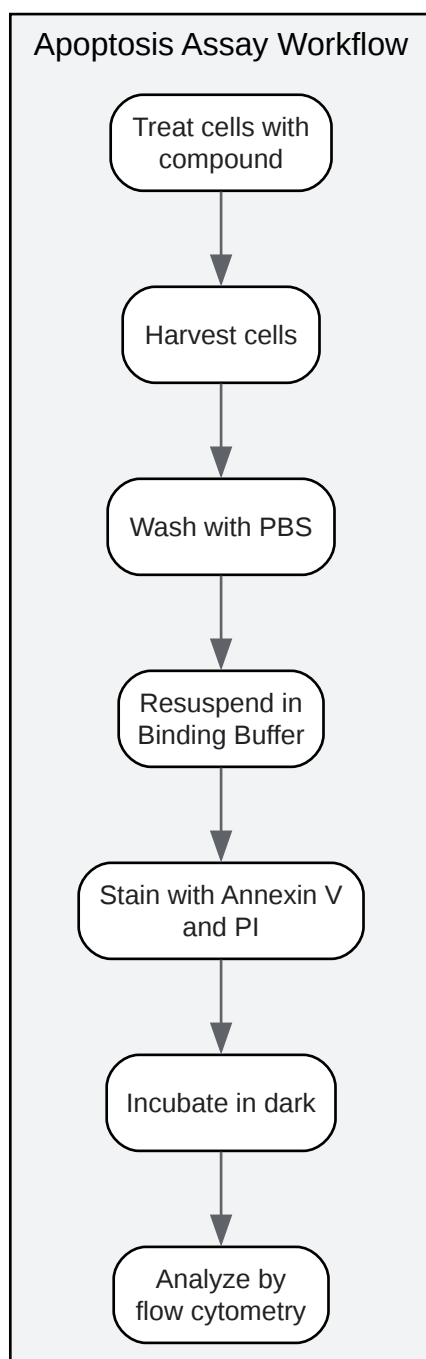 Apoptosis Assay Workflow
Treat cells with
compound
Harvest cells
Wash with PBS
Resuspend in
Binding Buffer
Stain with Annexin V
and PI
Incubate in dark
Analyze by
flow cytometry